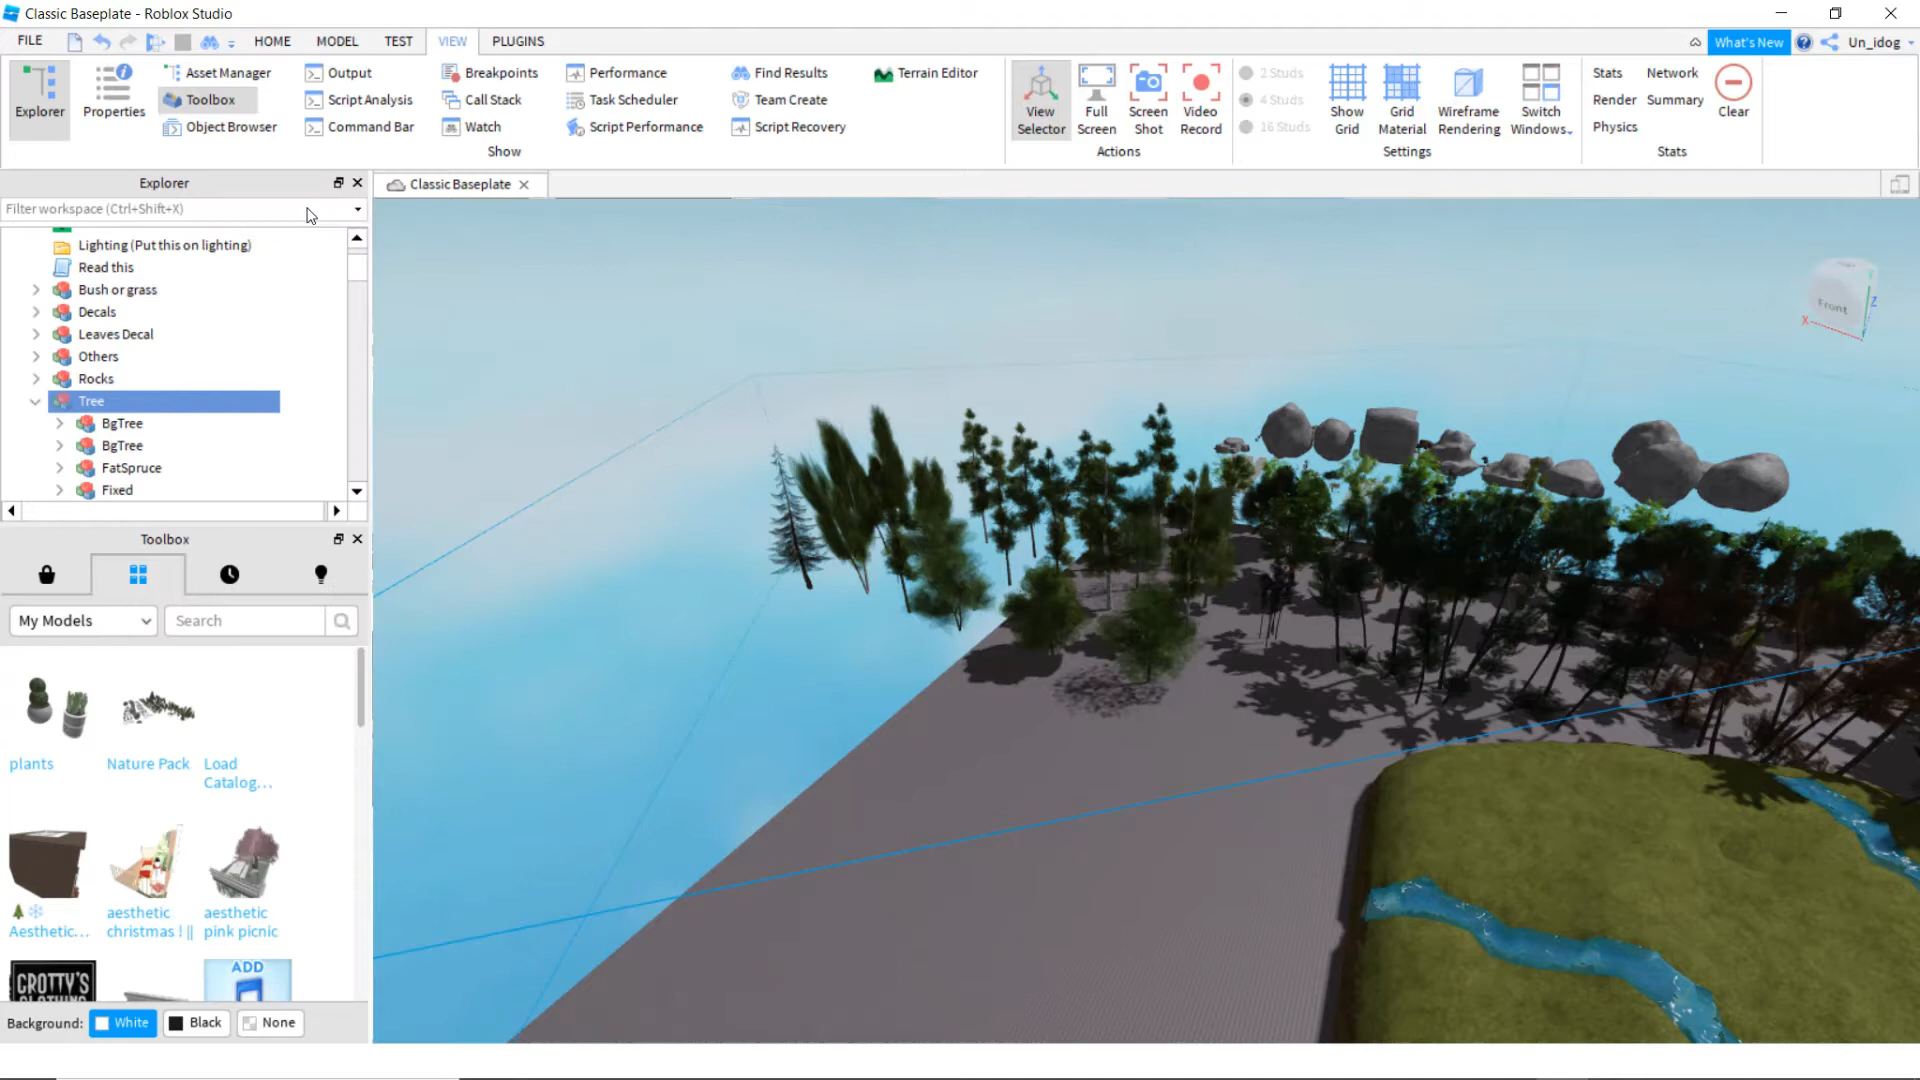 Classic Baseplate - Roblox Studio
FILE HOME MODEL TEST VIEW PLUGINS What's New Un_idog
Explorer
Properties
Asset Manager
Toolbox
Object Browser
Output
Script Analysis
Command Bar
Breakpoints
Call Stack
Watch
Performance
Task Scheduler
Script Performance
Find Results
Team Create
Script Recovery
Terrain Editor
Show
View Selector
Full Screen
Screen Shot
Video Record
Actions
2 Studs
4 Studs
16 Studs
Show Grid
Grid Material
Wireframe Rendering
Switch Windows
Settings
Stats
Render
Physics
Network
Summary
Clear
Stats
Explorer
Filter workspace (Ctrl+Shift+X)
Lighting (Put this on lighting)
Read this
Bush or grass
Decals
Leaves Decal
Others
Rocks
Tree
BgTree
BgTree
FatSpruce
Fixed
Classic Baseplate
Front
X
Z
Toolbox
My Models
Search
plants
Nature Pack
Load Catalog...
Aesthetic...
aesthetic christmas ! ||
aesthetic pink picnic
GROTTY'S
ADD
Background: White Black None